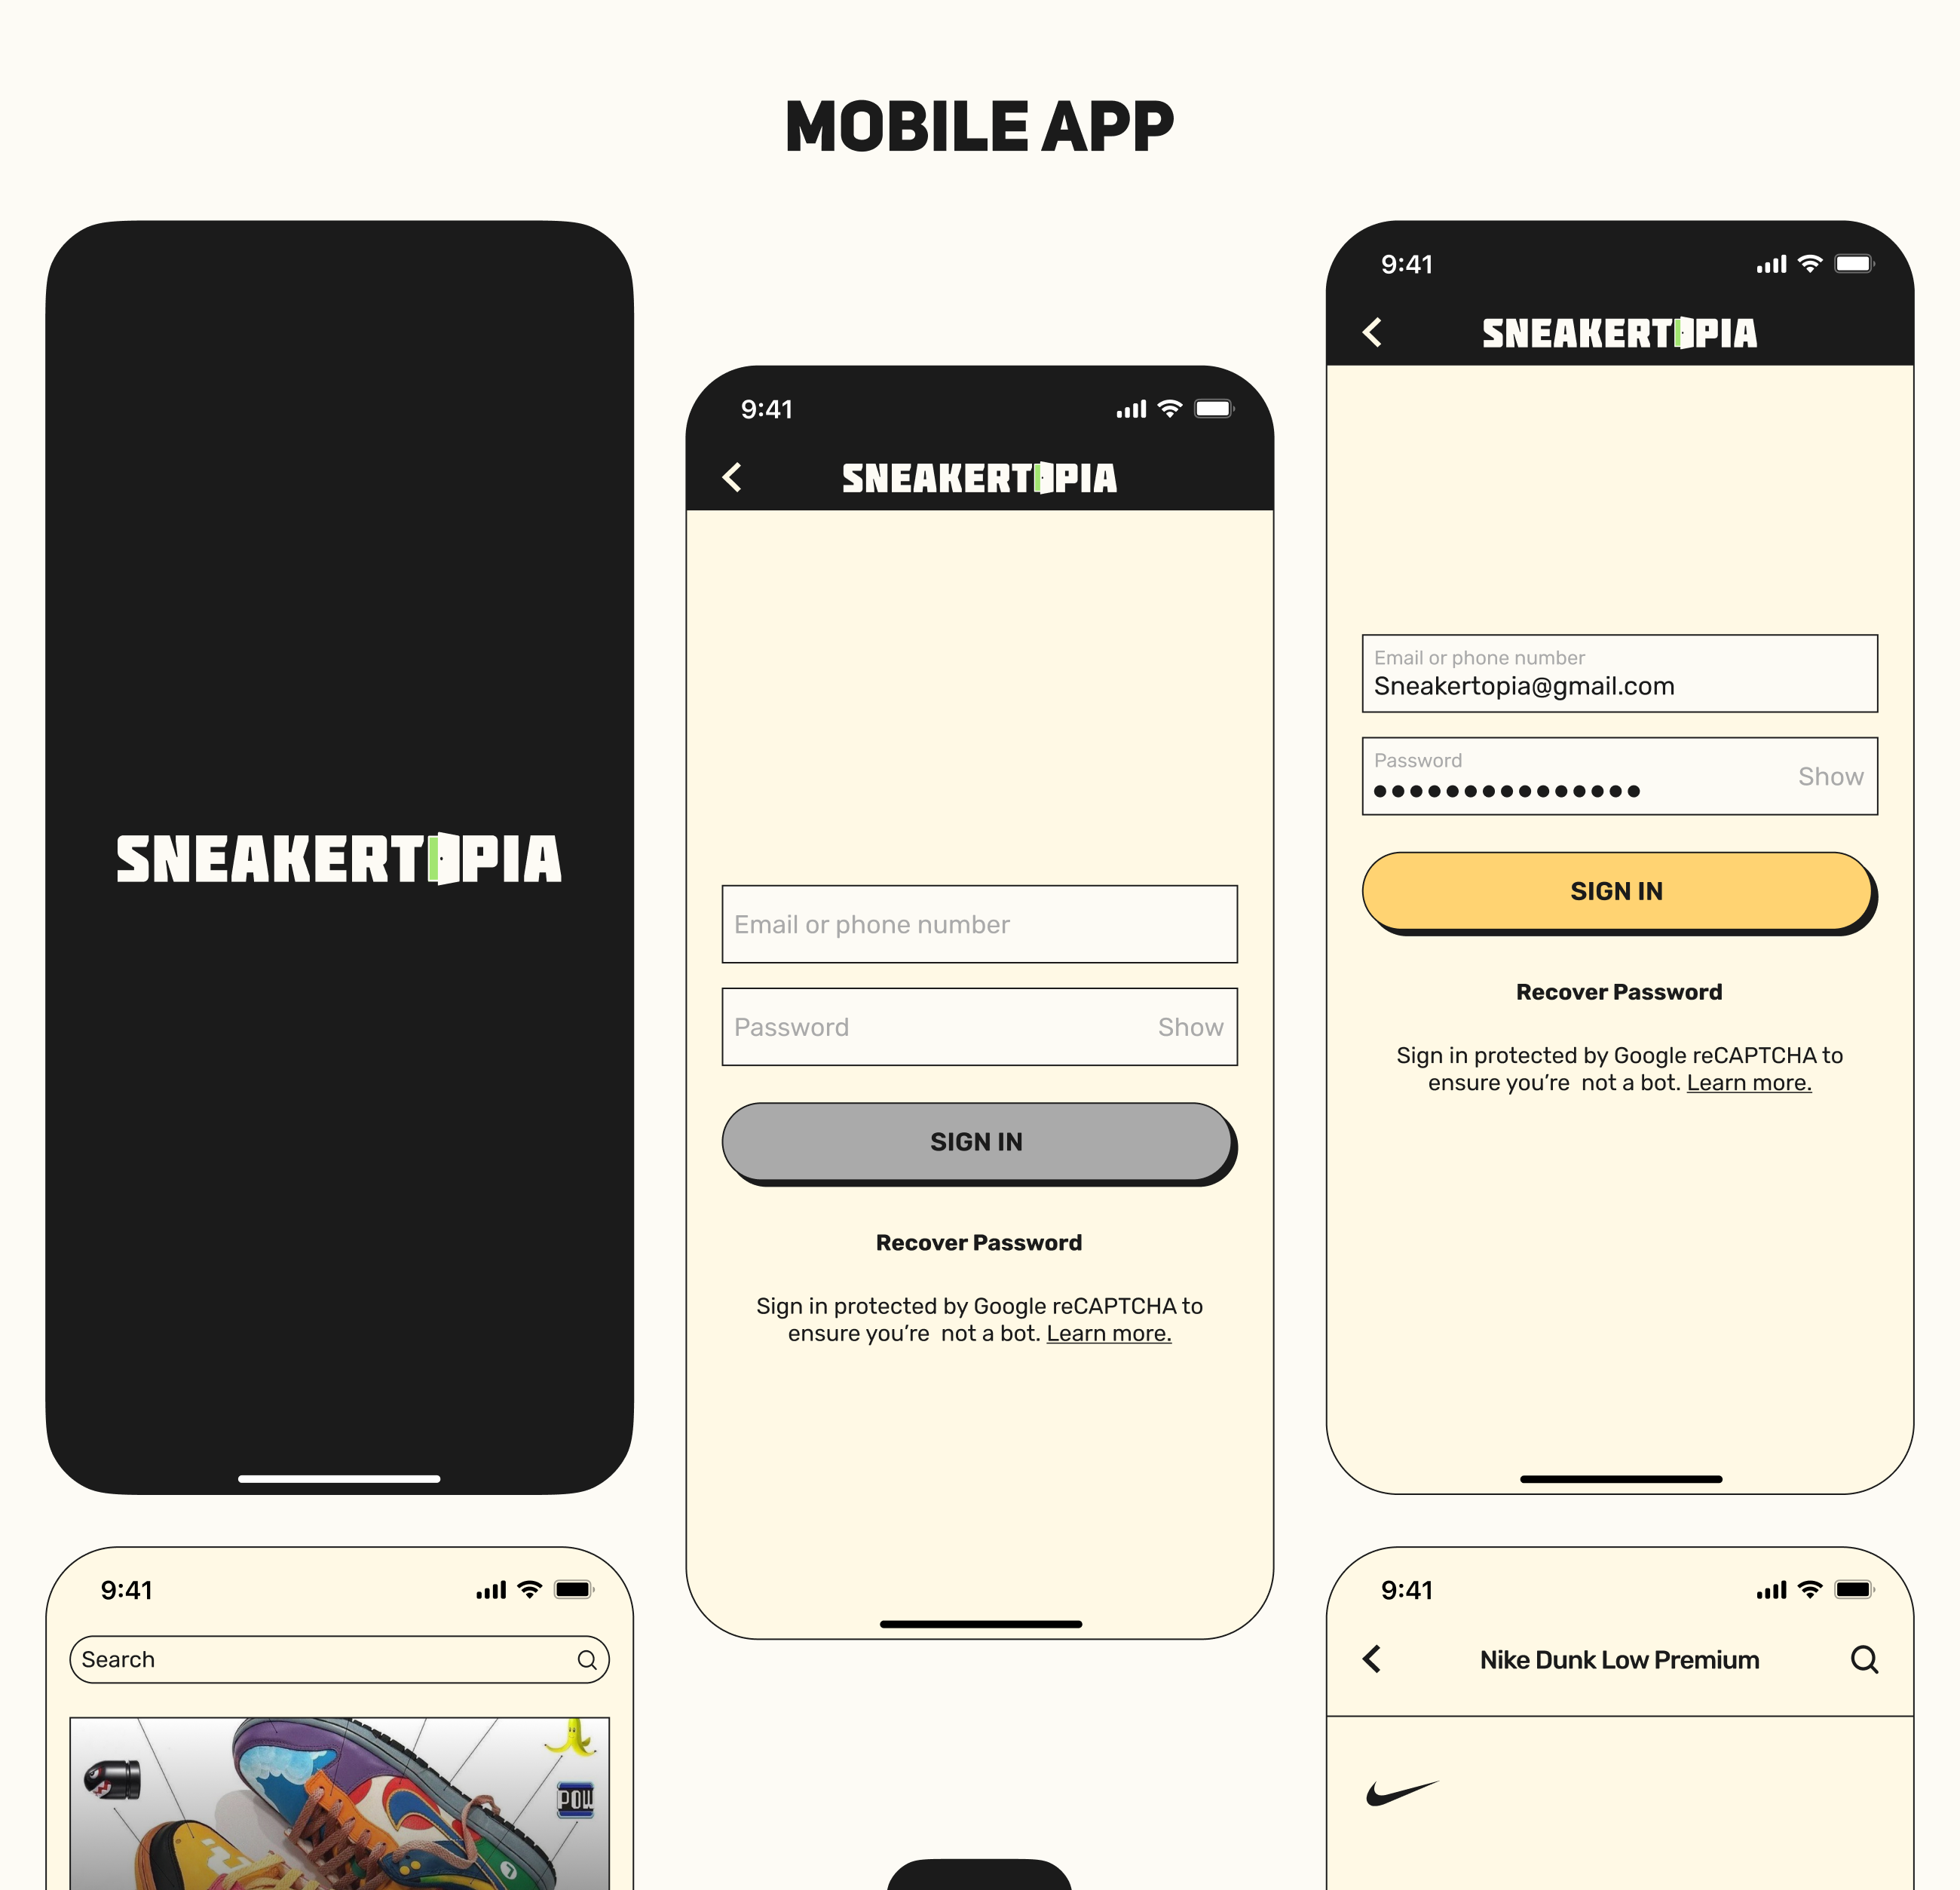 MOBILE APP
SNEAKERTOPIA
9:41
SNEAKERTOPIA
Email or phone number
Password Show
SIGN IN
Recover Password
Sign in protected by Google reCAPTCHA to
ensure you’re  not a bot. Learn more.
9:41
SNEAKERTOPIA
Email or phone number
Sneakertopia@gmail.com
Password
Show
SIGN IN
Recover Password
Sign in protected by Google reCAPTCHA to
ensure you’re  not a bot. Learn more.
9:41
Search
POW
9:41
Nike Dunk Low Premium